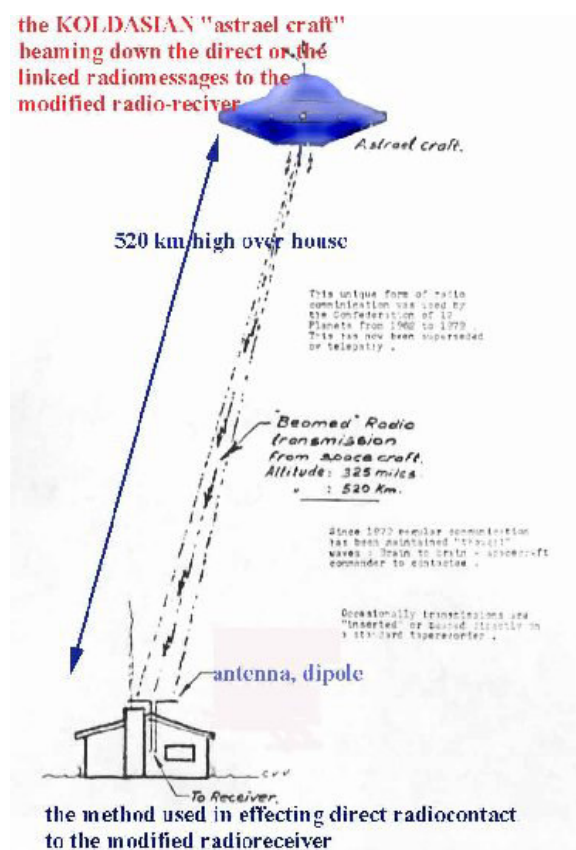 the KOLDASIAN "astrael craft"
beaming down the direct or the
linked radiomessages to the
modified radio-reciver
Astrael craft.
520 km high over house
This unique form of radio
comminication was used by
the Confederation of 12
Planets from 1962 to 1979 .
This has now been superseded
by telepathy .
"Beamed" Radio
transmission
From spacecraft.
Altitude: 325 miles.
" : 520 Km.
Since 1979 regular communication
has been maintained "thought"
waves : Brain to brain - spacecraft
commander to contactee .
Occasionally transmissions are
"inserted" or beamed directly on
a standard taperecorder .
antenna, dipole
To Receiver.
the method used in effecting direct radiocontact
to the modified radioreceiver